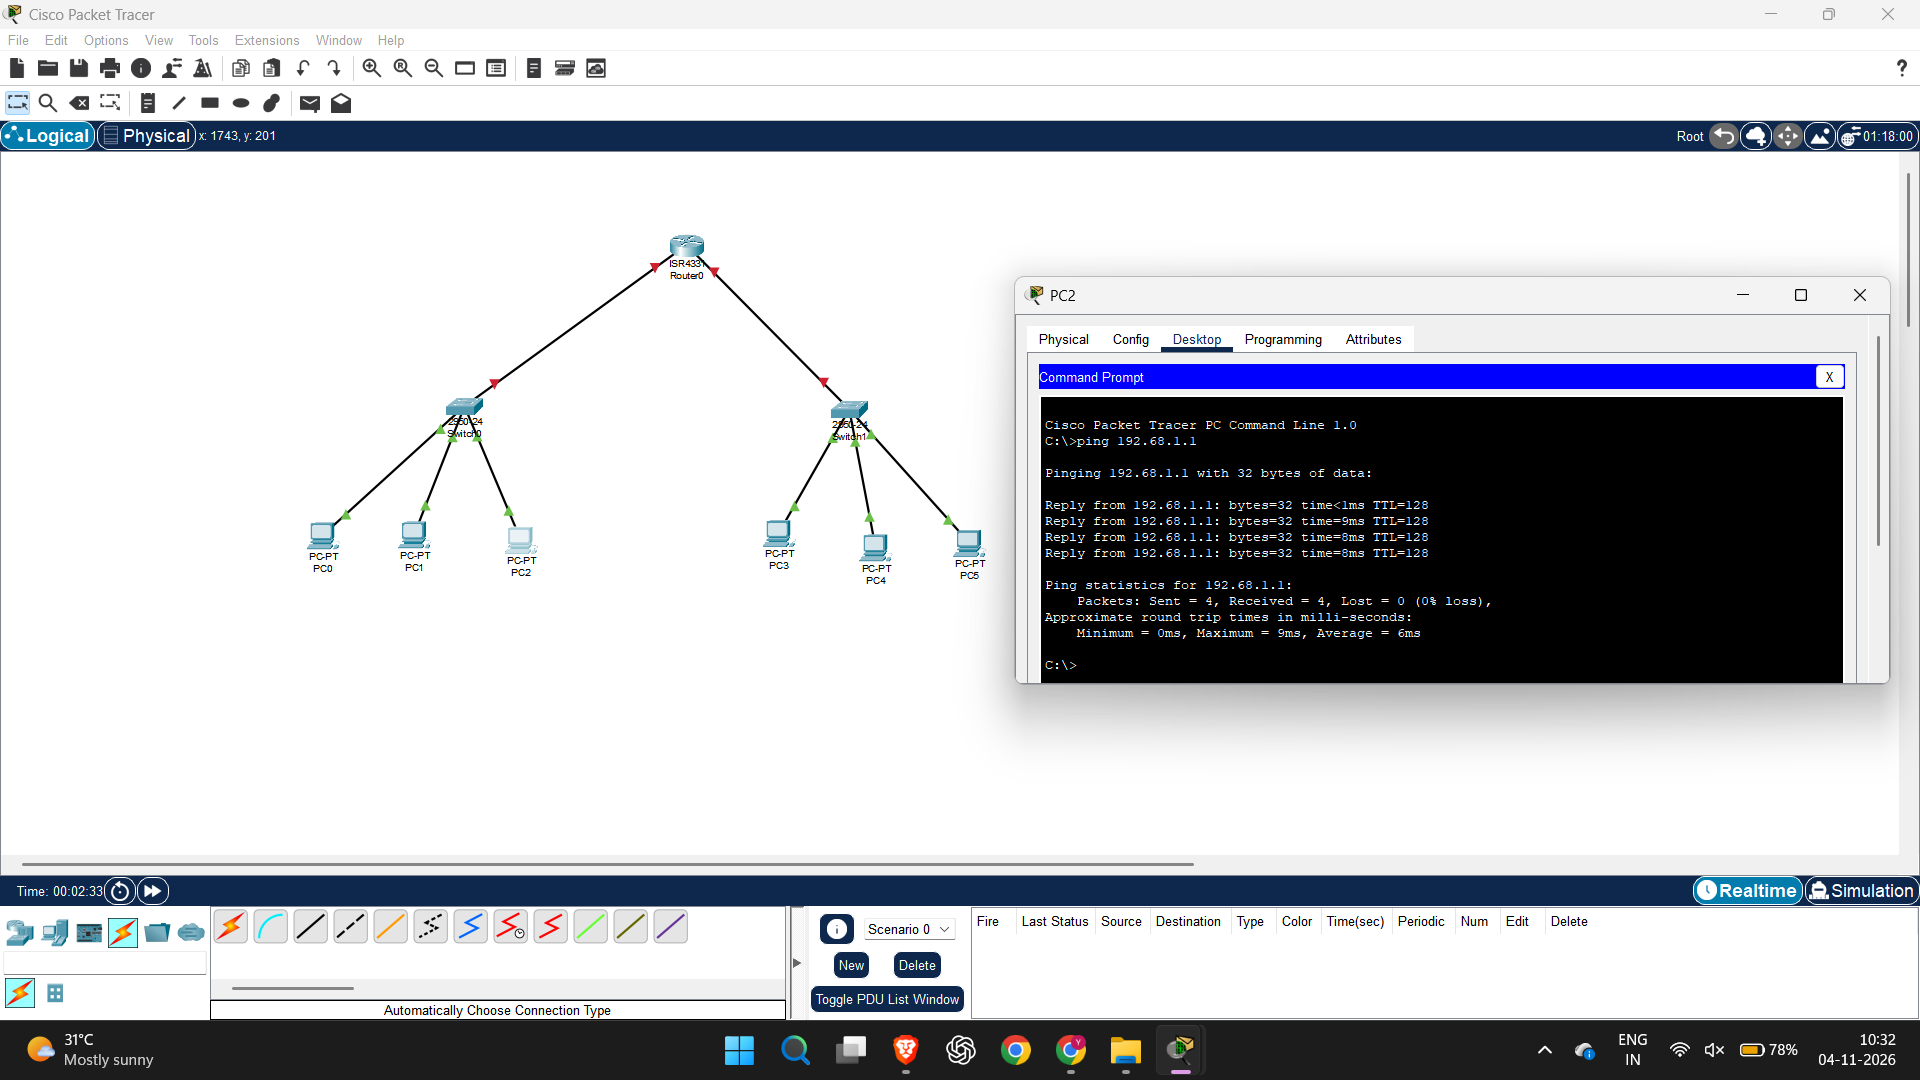 Cisco Packet Tracer
File Edit Options View Tools Extensions Window Help
?
Logical Physical x: 1743, y: 201 Root 01:18:00
ISR4331
Router0
2950-24
Switch0
2950-24
Switch1
PC-PT
PC0
PC-PT
PC1
PC-PT
PC2
PC-PT
PC3
PC-PT
PC4
PC-PT
PC5
PC2
Physical Config Desktop Programming Attributes
Command Prompt X
Cisco Packet Tracer PC Command Line 1.0
C:\>ping 192.68.1.1
Pinging 192.68.1.1 with 32 bytes of data:
Reply from 192.68.1.1: bytes=32 time<1ms TTL=128
Reply from 192.68.1.1: bytes=32 time=9ms TTL=128
Reply from 192.68.1.1: bytes=32 time=8ms TTL=128
Reply from 192.68.1.1: bytes=32 time=8ms TTL=128
Ping statistics for 192.68.1.1:
Packets: Sent = 4, Received = 4, Lost = 0 (0% loss),
Approximate round trip times in milli-seconds:
Minimum = 0ms, Maximum = 9ms, Average = 6ms
C:\>
Time: 00:02:33 Realtime Simulation
Scenario 0
New Delete
Toggle PDU List Window
Fire Last Status Source Destination Type Color Time(sec) Periodic Num Edit Delete
Automatically Choose Connection Type
31°C
Mostly sunny
ENG
IN
78%
10:32
04-11-2026